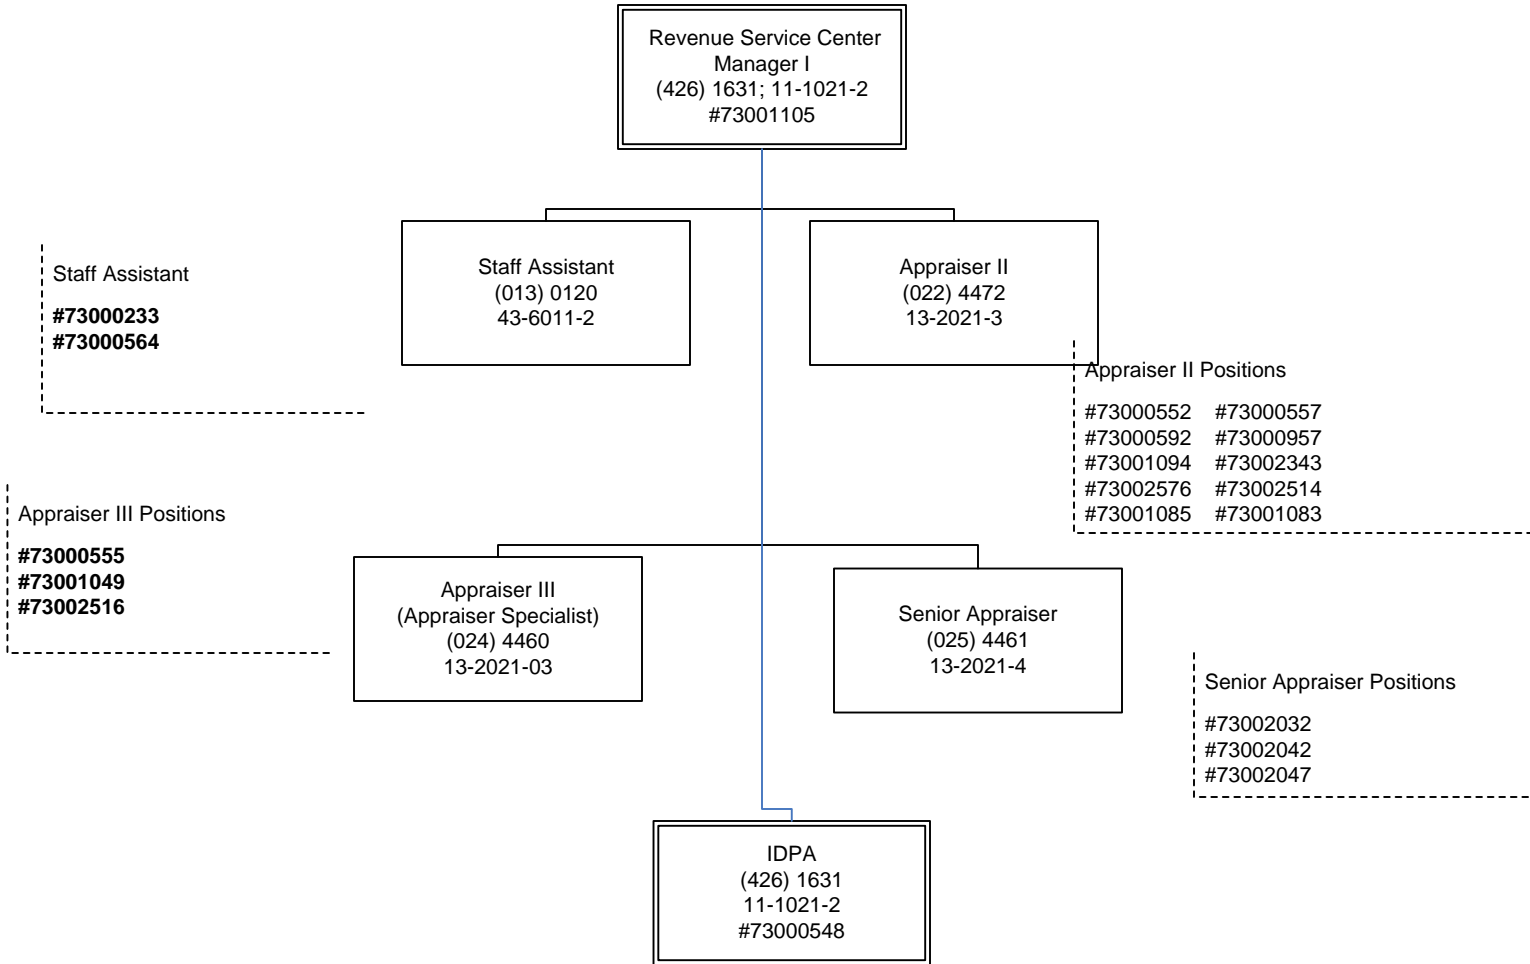 Revenue Service Center
Manager I
(426) 1631; 11-1021-2
#73001105
Staff Assistant
#73000233
#73000564
Staff Assistant
(013) 0120
43-6011-2
Appraiser II
(022) 4472
13-2021-3
Appraiser II Positions
#73000552 #73000557
#73000592 #73000957
#73001094 #73002343
#73002576 #73002514
#73001085 #73001083
Appraiser III Positions
#73000555
#73001049
#73002516
Appraiser III
(Appraiser Specialist)
(024) 4460
13-2021-03
Senior Appraiser
(025) 4461
13-2021-4
Senior Appraiser Positions
#73002032
#73002042
#73002047
IDPA
(426) 1631
11-1021-2
#73000548